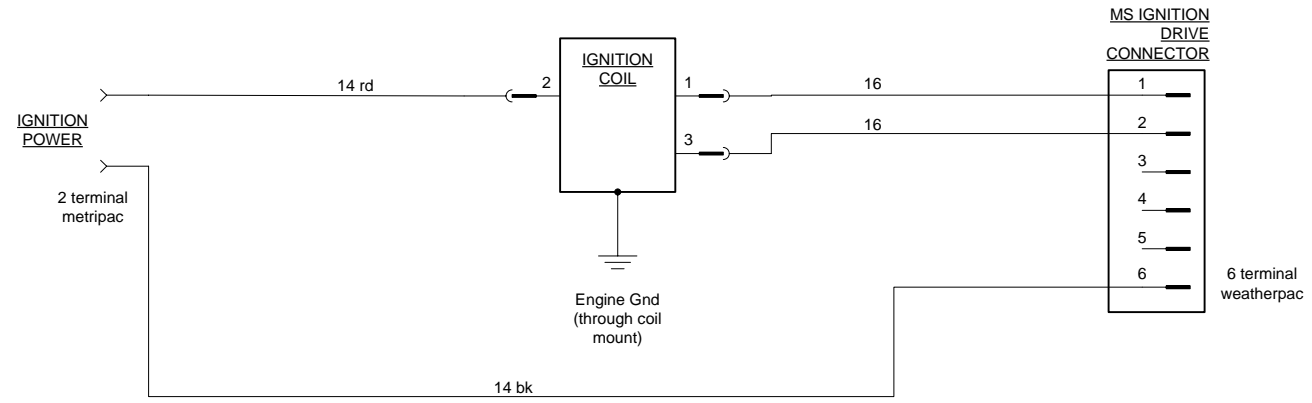 MS IGNITION
DRIVE
CONNECTOR
IGNITION
COIL
14 rd
2
1
16
1
IGNITION
POWER
3
16
2
2 terminal
metripac
3
4
5
6
6 terminal
weatherpac
Engine Gnd
(through coil
mount)
14 bk